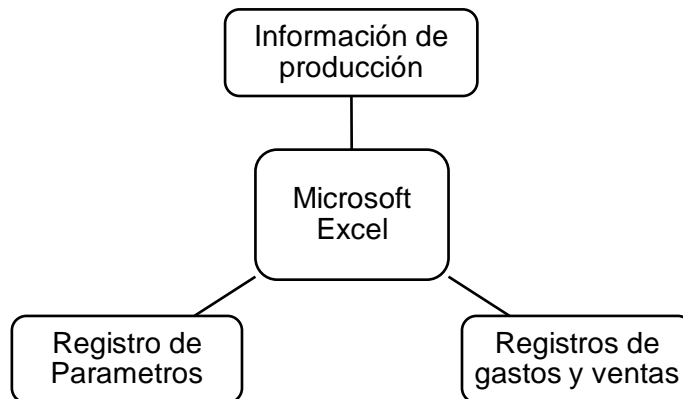 Información de
producción
Microsoft
Excel
Registro de
Parametros
Registros de
gastos y ventas